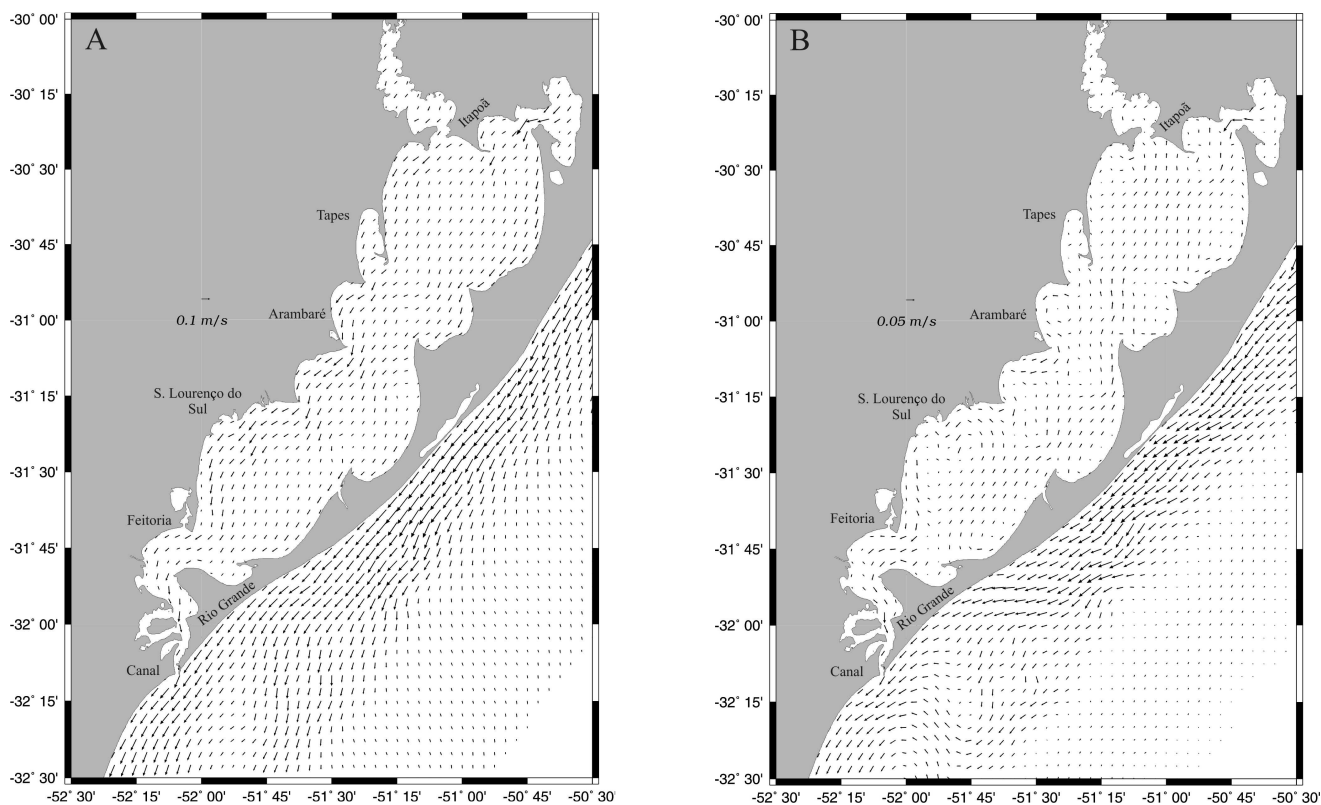 A
-30° 00'
-30° 15'
-30° 30'
-30° 45'
-31° 00'
-31° 15'
-31° 30'
-31° 45'
-32° 00'
-32° 15'
-32° 30'
Itapoã
Tapes
0.1 m/s
Arambaré
S. Lourenço do
Sul
Feitoria
Rio Grande
Canal
-52° 30'
-52° 15'
-52° 00'
-51° 45'
-51° 30'
-51° 15'
-51° 00'
-50° 45'
-50° 30'
B
-30° 00'
-30° 15'
-30° 30'
-30° 45'
-31° 00'
-31° 15'
-31° 30'
-31° 45'
-32° 00'
-32° 15'
-32° 30'
Itapoã
Tapes
0.05 m/s
Arambaré
S. Lourenço do
Sul
Feitoria
Rio Grande
Canal
-52° 30'
-52° 15'
-52° 00'
-51° 45'
-51° 30'
-51° 15'
-51° 00'
-50° 45'
-50° 30'